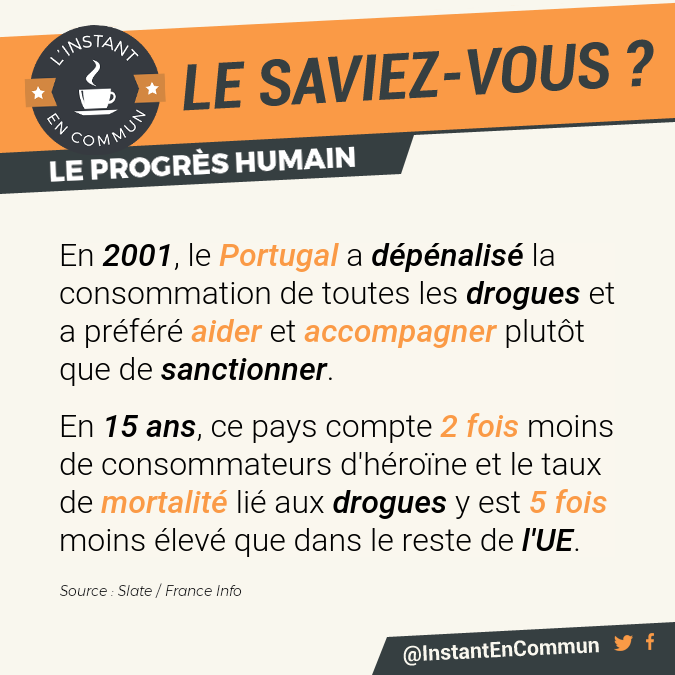 L'INSTANT
EN COMMUN
LE SAVIEZ-VOUS ?
LE PROGRÈS HUMAIN
En 2001, le Portugal a dépénalisé la
consommation de toutes les drogues et
a préféré aider et accompagner plutôt
que de sanctionner.
En 15 ans, ce pays compte 2 fois moins
de consommateurs d'héroïne et le taux
de mortalité lié aux drogues y est 5 fois
moins élevé que dans le reste de l'UE.
Source : Slate / France Info
@InstantEnCommun